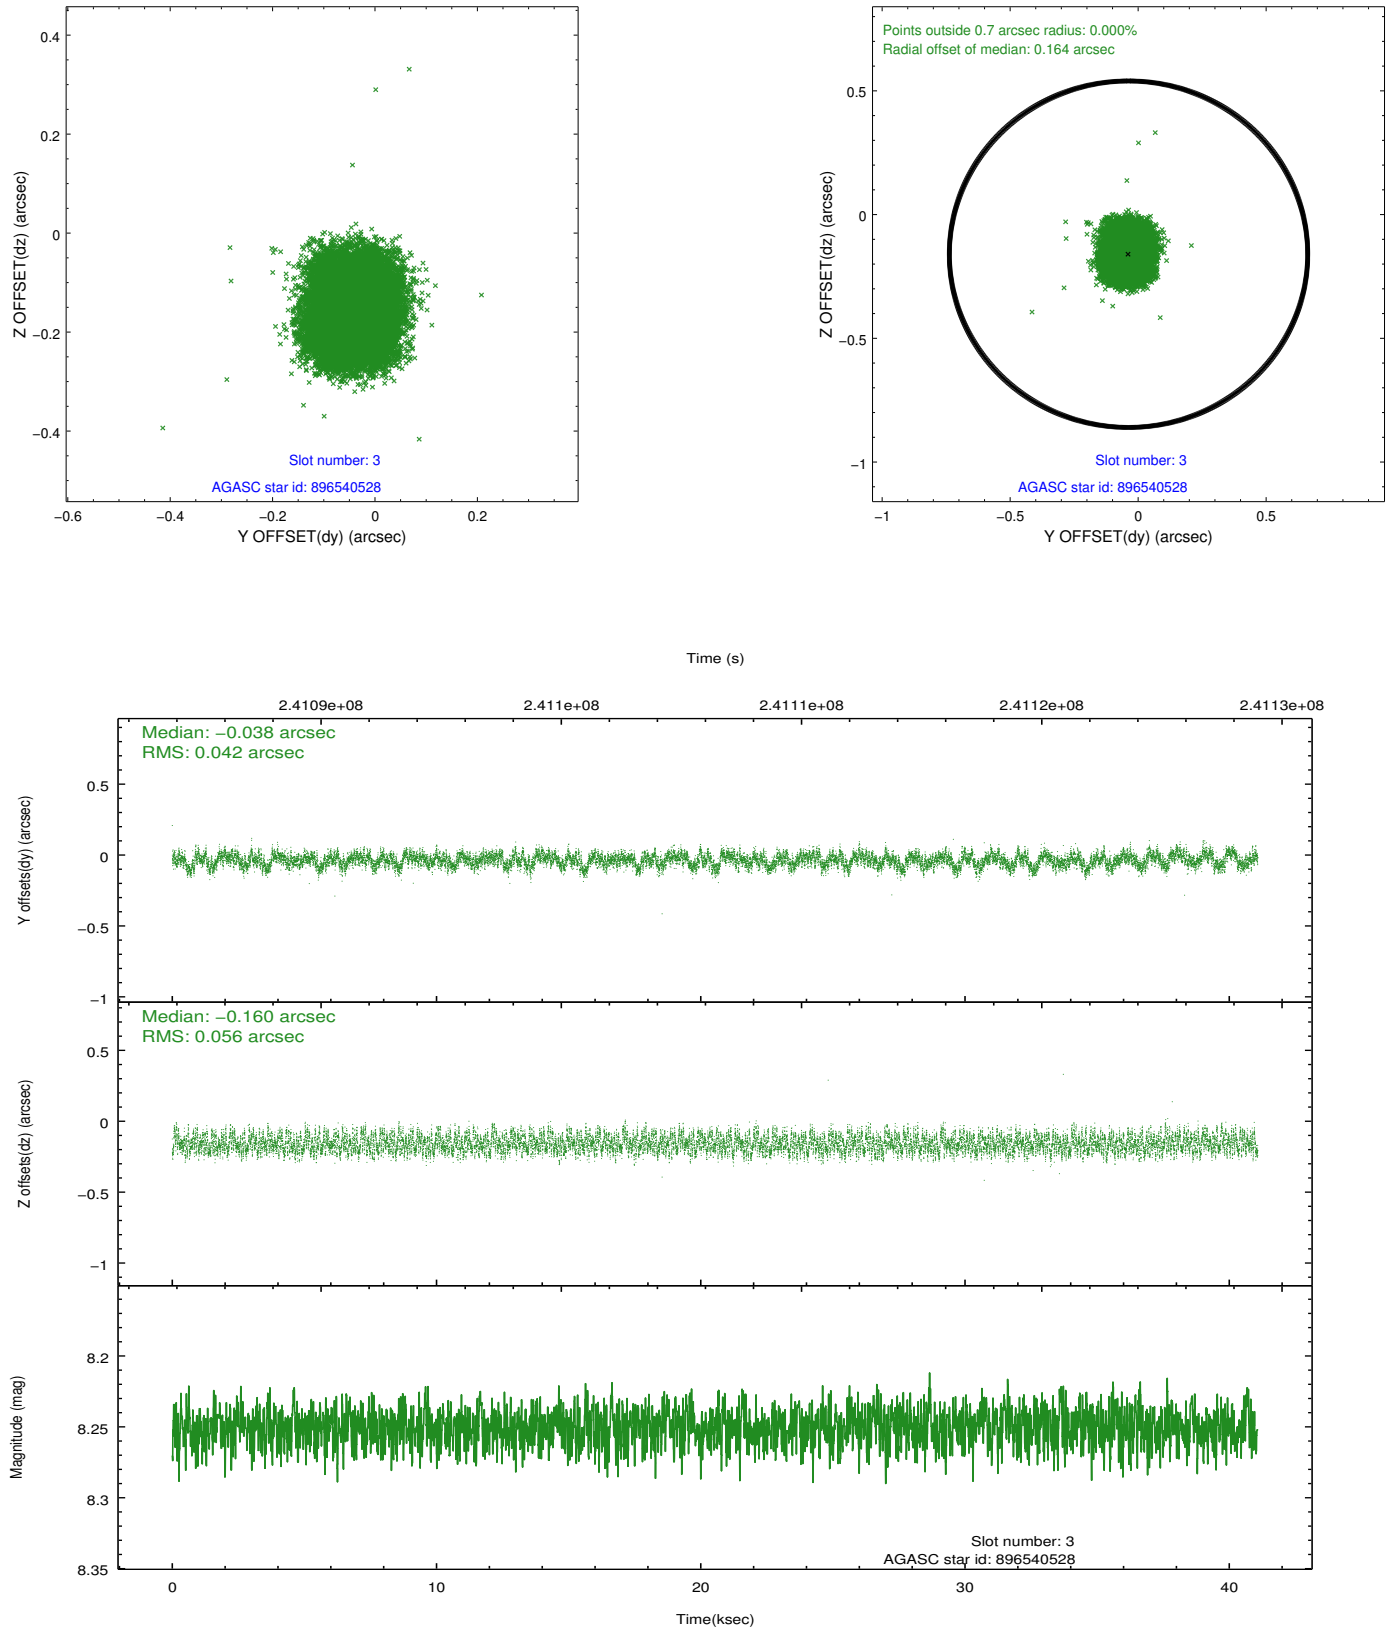 0.4
0.2
0
−0.2
−0.4
Z OFFSET(dz) (arcsec)
Slot number: 3
AGASC star id: 896540528
−0.6
−0.4
−0.2
0
0.2
Y OFFSET(dy) (arcsec)
Points outside 0.7 arcsec radius: 0.000%
Radial offset of median: 0.164 arcsec
0.5
0
−0.5
−1
Z OFFSET(dz) (arcsec)
Slot number: 3
AGASC star id: 896540528
−1
−0.5
0
0.5
Y OFFSET(dy) (arcsec)
Time (s)
2.4109e+08
2.411e+08
2.4111e+08
2.4112e+08
2.4113e+08
Median: −0.038 arcsec
RMS: 0.042 arcsec
0.5
0
−0.5
−1
Y offsets(dy) (arcsec)
Median: −0.160 arcsec
RMS: 0.056 arcsec
0.5
0
−0.5
−1
Z offsets(dz) (arcsec)
8.2
8.25
8.3
8.35
Magnitude (mag)
Slot number: 3
AGASC star id: 896540528
0
10
20
30
40
Time(ksec)